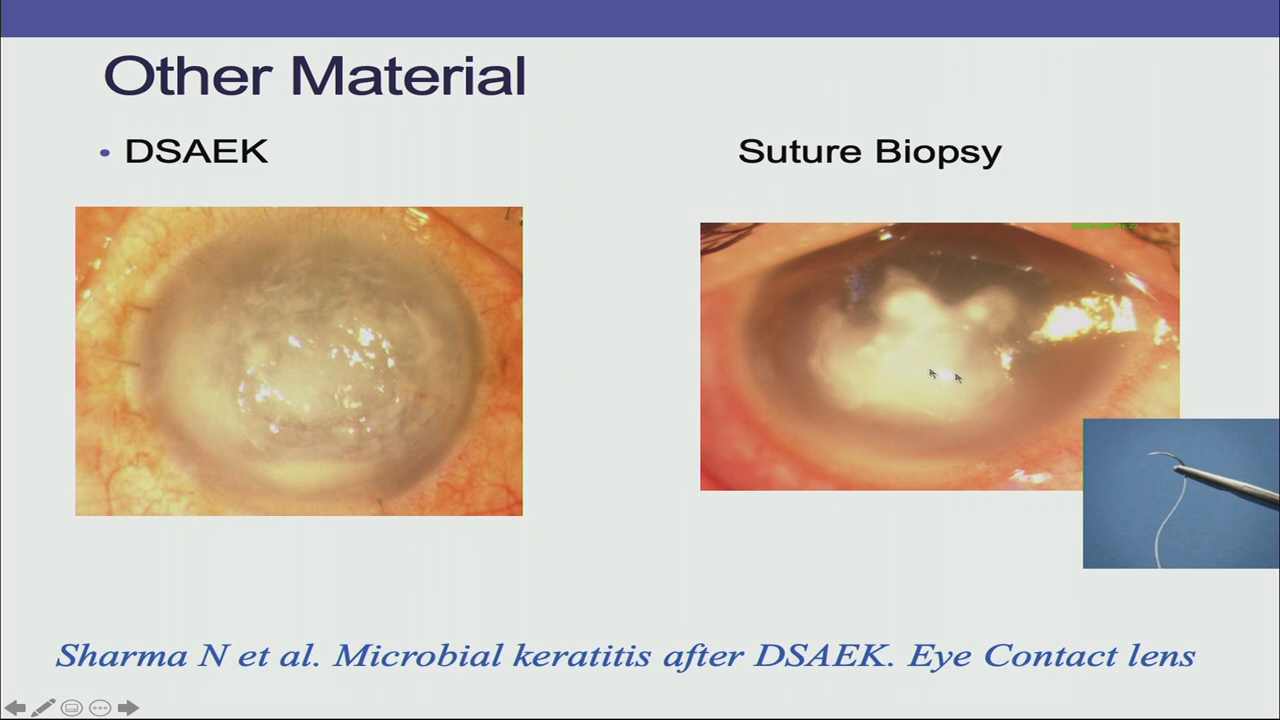 Other Material
• DSAEK
Suture Biopsy
Sharma N et al. Microbial keratitis after DSAEK. Eye Contact lens